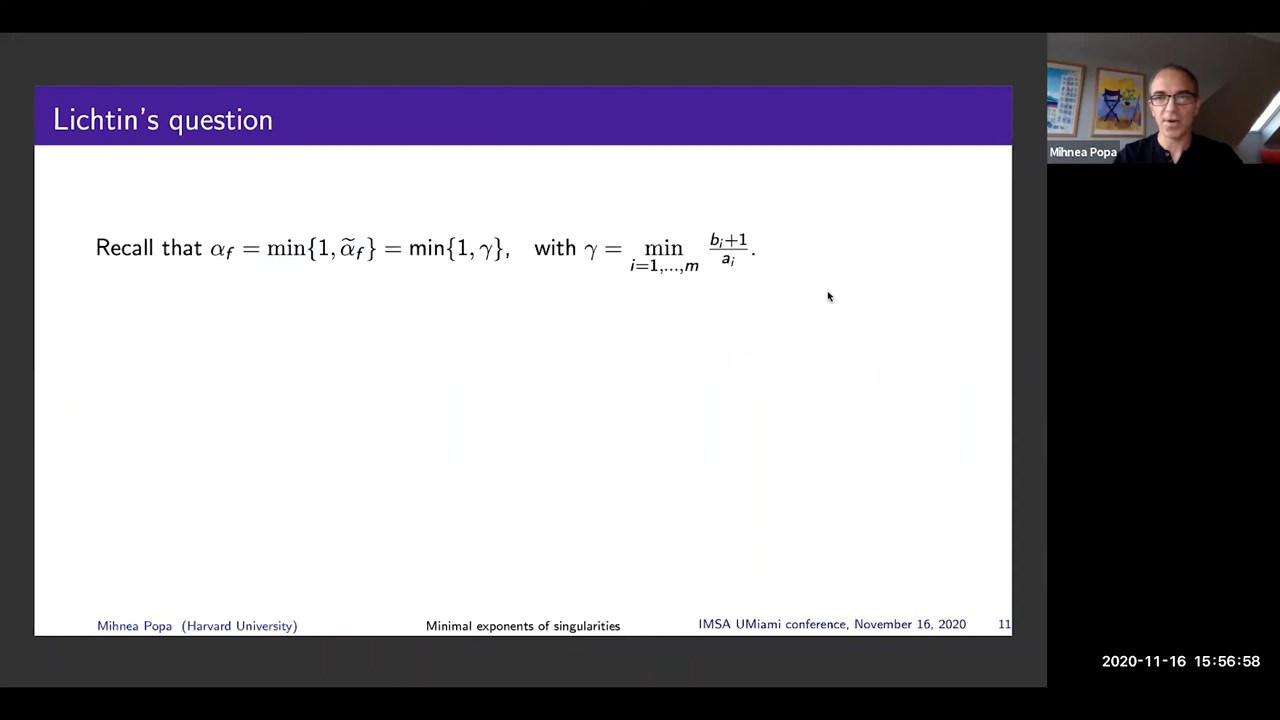 Lichtin's question
Mihnea Popa
Recall that α_f = min{1, α̃_f} = min{1, γ}, with γ = min_{i=1,...,m} (b_i+1)/a_i.
Mihnea Popa (Harvard University) Minimal exponents of singularities IMSA UMiami conference, November 16, 2020 11
2020-11-16 15:56:58